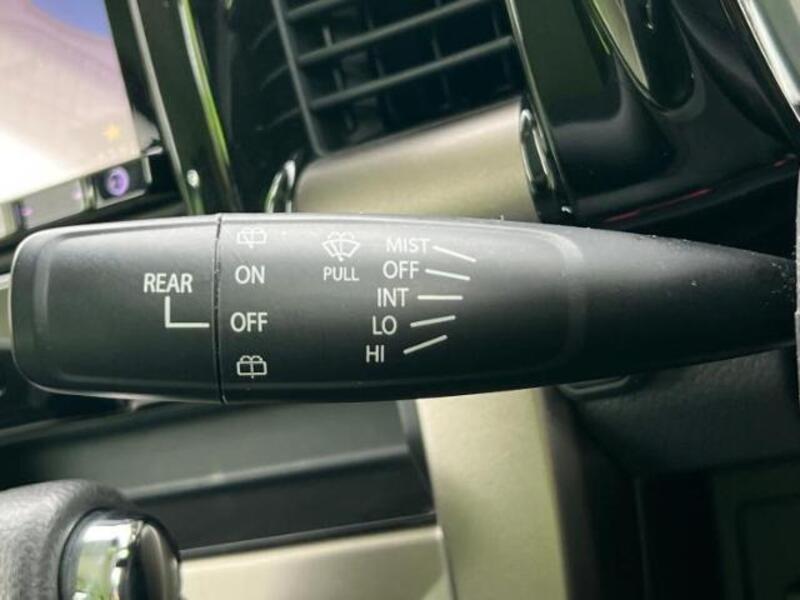 REAR
ON
OFF
PULL
MIST
OFF
INT
LO
HI